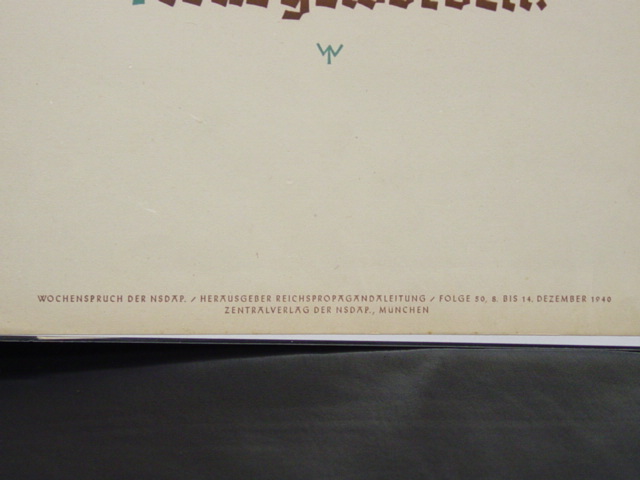 WOCHENSPRUCH DER NSDAP. / HERAUSGEBER REICHSPROPAGANDALEITUNG / FOLGE 50, 8. BIS 14. DEZEMBER 1940
ZENTRALVERLAG DER NSDAP., MÜNCHEN